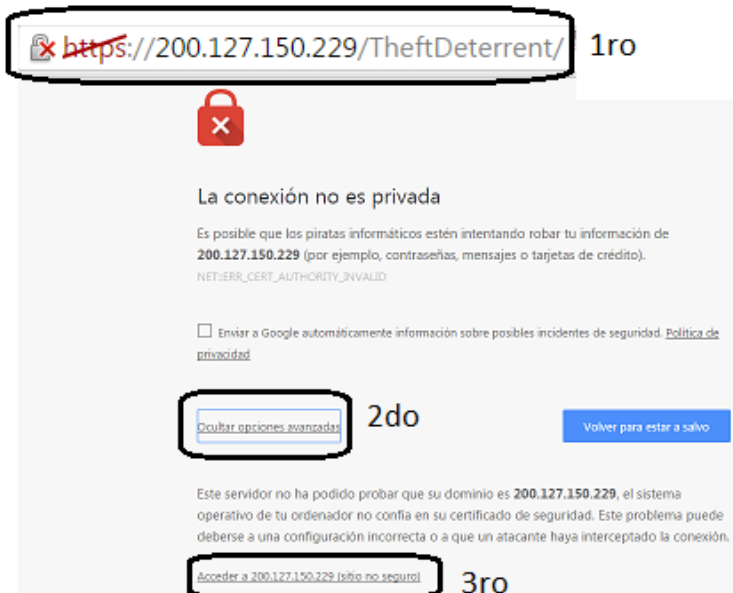 https://200.127.150.229/TheftDeterrent/ 1ro
La conexión no es privada
Es posible que los piratas informáticos estén intentando robar tu información de
200.127.150.229 (por ejemplo, contraseñas, mensajes o tarjetas de crédito).
NET::ERR_CERT_AUTHORITY_INVALID
Enviar a Google automáticamente información sobre posibles incidentes de seguridad. Política de
privacidad
Ocultar opciones avanzadas 2do
Volver para estar a salvo
Este servidor no ha podido probar que su dominio es 200.127.150.229, el sistema
operativo de tu ordenador no confía en su certificado de seguridad. Este problema puede
deberse a una configuración incorrecta o a que un atacante haya interceptado la conexión.
Acceder a 200.127.150.229 (sitio no seguro) 3ro